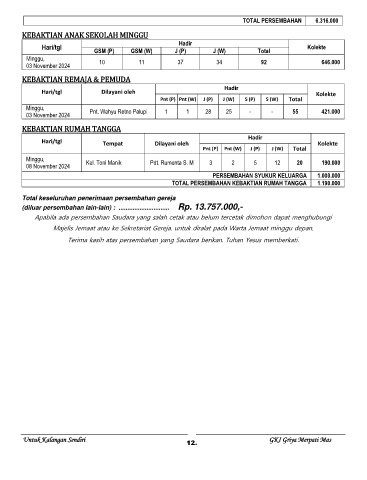 TOTAL PERSEMBAHAN 8.316.000
KEBAKTIAN ANAK SEKOLAH MINGGU
Hari/tgl Hadir Kolekte
GSM (P) GSM (W) J (P) J (W) Total
Minggu,
03 November 2024 10 11 37 34 92 646.000
KEBAKTIAN REMAJA & PEMUDA
Hari/tgl Dilayani oleh Hadir Kolekte
Pnt (P) Pnt (W) J (P) J (W) S (P) S (W) Total
Minggu,
03 November 2024 Pnt. Wahyu Retno Palupi 1 1 28 25 - - 55 421.000
KEBAKTIAN RUMAH TANGGA
Hari/tgl Tempat Dilayani oleh Hadir Kolekte
Pnt (P) Pnt (W) J (P) J (W) Total
Minggu,
08 November 2024 Kel. Toni Manik Pdt. Rumenta S. M 3 2 5 12 20 190.000
PERSEMBAHAN SYUKUR KELUARGA 1.000.000
TOTAL PERSEMBAHAN KEBAKTIAN RUMAH TANGGA 1.190.000
Total keseluruhan penerimaan persembahan gereja
(diluar persembahan lain-lain) : ........................... Rp. 13.757.000,-
Apabila ada persembahan Saudara yang salah cetak atau belum tercetak dimohon dapat menghubungi
Majelis Jemaat atau ke Sekretariat Gereja, untuk diralat pada Warta Jemaat minggu depan.
Terima kasih atas persembahan yang Saudara berikan. Tuhan Yesus memberkati.
Untuk Kalangan Sendiri 12. GKJ Griya Merpati Mas